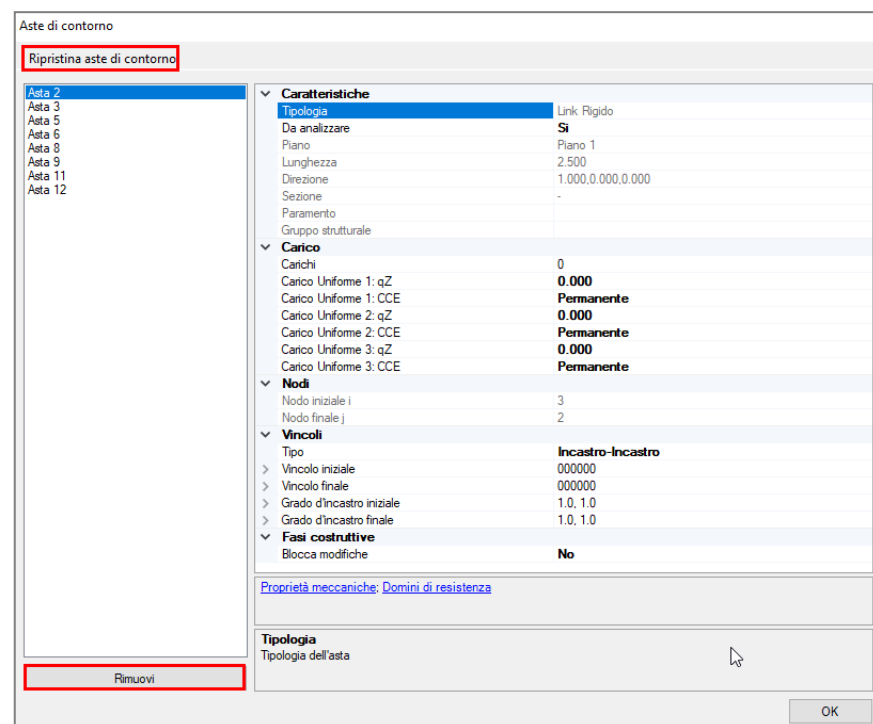 Aste di contorno
Ripristina aste di contorno
Asta 2
Asta 3
Asta 5
Asta 6
Asta 8
Asta 9
Asta 11
Asta 12
Rimuovi
Caratteristiche
Tipologia Link Rigido
Da analizzare Si
Piano Piano 1
Lunghezza 2.500
Direzione 1.000,0.000,0.000
Sezione -
Paramento
Gruppo strutturale
Carico
Carichi 0
Carico Uniforme 1: qZ 0.000
Carico Uniforme 1: CCE Permanente
Carico Uniforme 2: qZ 0.000
Carico Uniforme 2: CCE Permanente
Carico Uniforme 3: qZ 0.000
Carico Uniforme 3: CCE Permanente
Nodi
Nodo iniziale i 3
Nodo finale j 2
Vincoli
Tipo Incastro-Incastro
Vincolo iniziale 000000
Vincolo finale 000000
Grado d'incastro iniziale 1.0, 1.0
Grado d'incastro finale 1.0, 1.0
Fasi costruttive
Blocca modifiche No
Proprietà meccaniche; Domini di resistenza
Tipologia
Tipologia dell'asta
OK